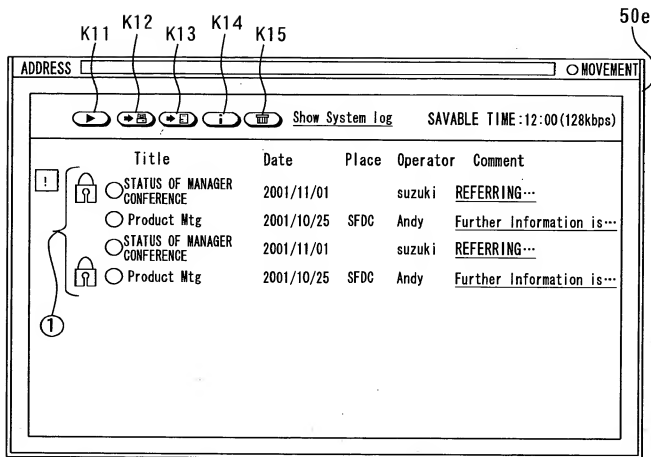 50e
K11 K12 K13 K14 K15
ADDRESS MOVEMENT
i Show System log SAVABLE TIME:12:00(128kbps)
Title Date Place Operator Comment
! STATUS OF MANAGER CONFERENCE 2001/11/01 suzuki REFERRING…
Product Mtg 2001/10/25 SFDC Andy Further Information is…
STATUS OF MANAGER CONFERENCE 2001/11/01 suzuki REFERRING…
Product Mtg 2001/10/25 SFDC Andy Further Information is…
①